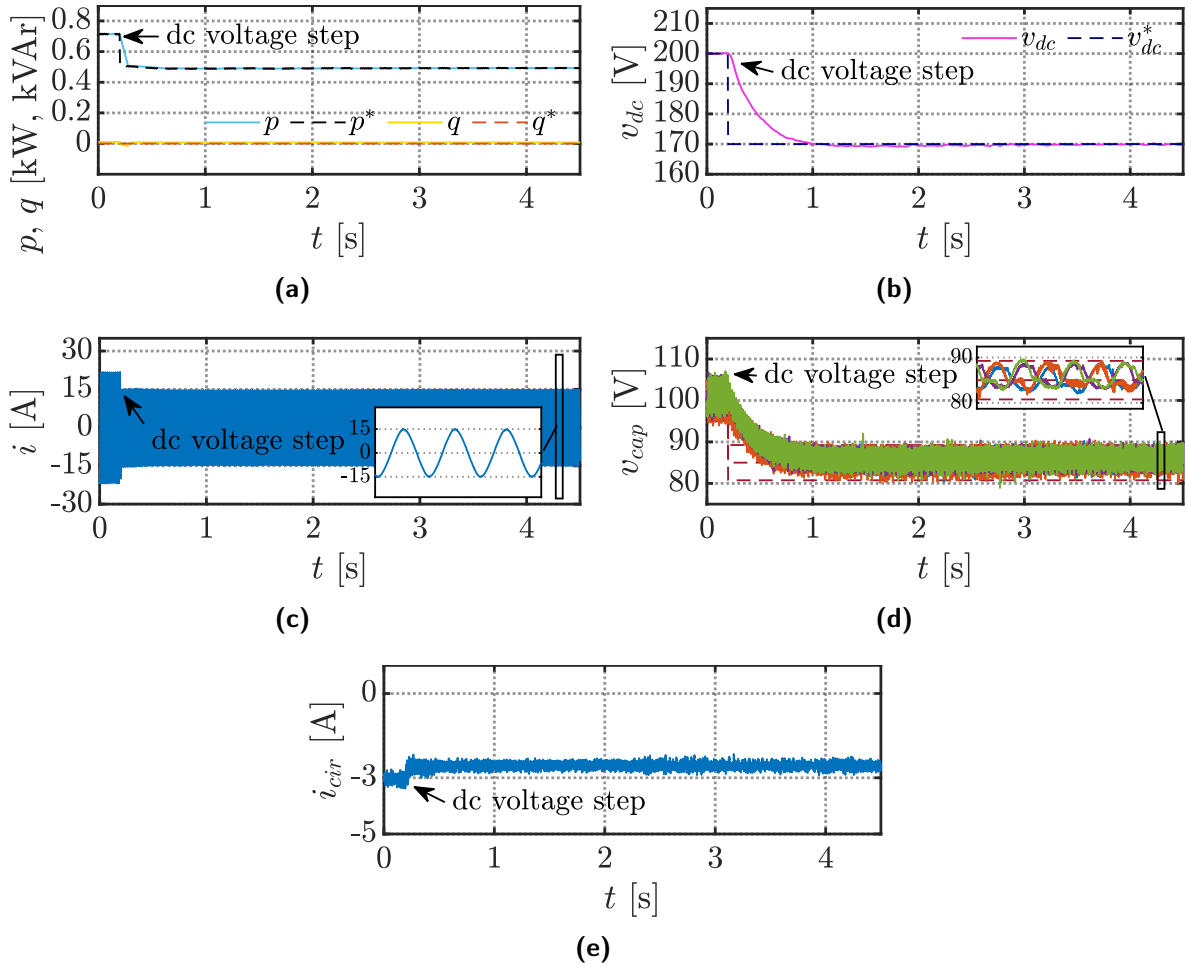 p, q [kW, kVAr]
0.8
0.6
0.4
0.2
0
dc voltage step
p p* q q*
0 1 2 3 4
t [s]
(a)
v_dc [V]
210
200
190
180
170
160
v_dc v*_dc
dc voltage step
0 1 2 3 4
t [s]
(b)
i [A]
30
15
0
-15
-30
dc voltage step
15
0
-15
0 1 2 3 4
t [s]
(c)
v_cap [V]
110
100
90
80
dc voltage step
90
80
0 1 2 3 4
t [s]
(d)
i_cir [A]
0
-3
-5
dc voltage step
0 1 2 3 4
t [s]
(e)